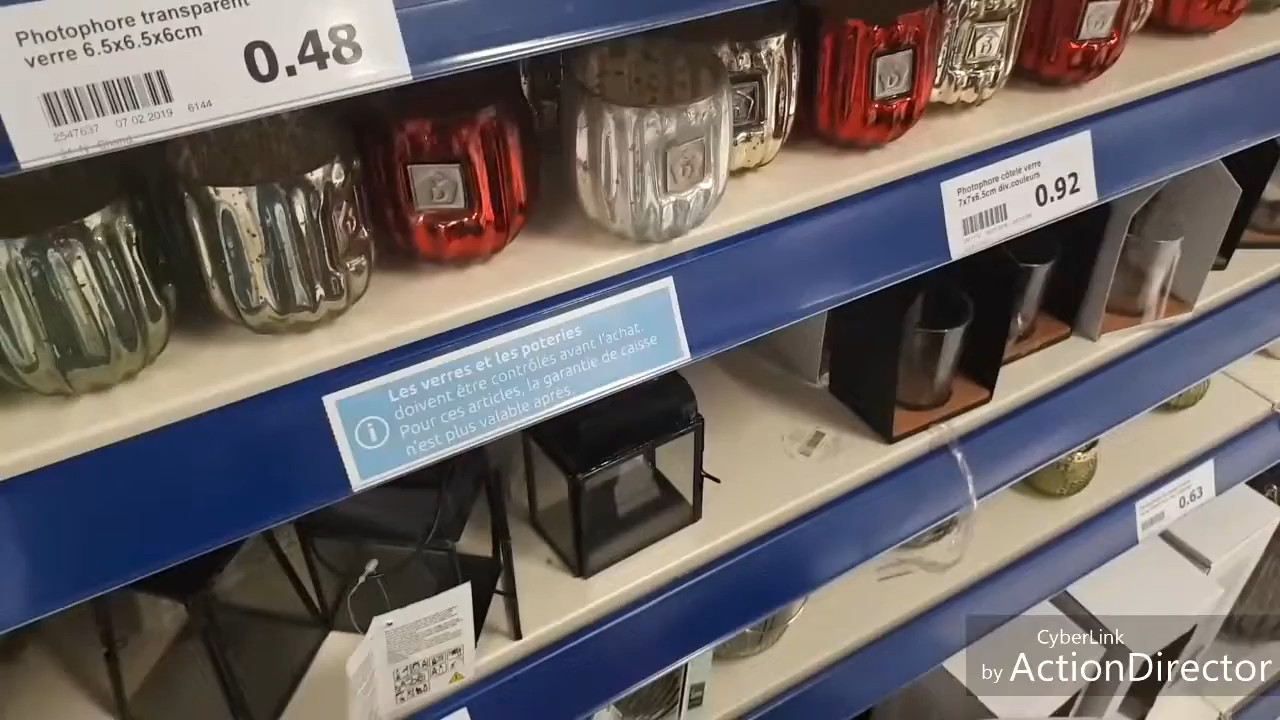 Photophore transparent
verre 6.5x6.5x6cm
0.48
2547637 07 02 2019 6144
Photophore côtelé verre
7x7x6.5cm div.couleurs
0.92
Les verres et les poteries
doivent être contrôlés avant l'achat.
Pour ces articles, la garantie de caisse
n'est plus valable après.
0.63
CyberLink
by ActionDirector